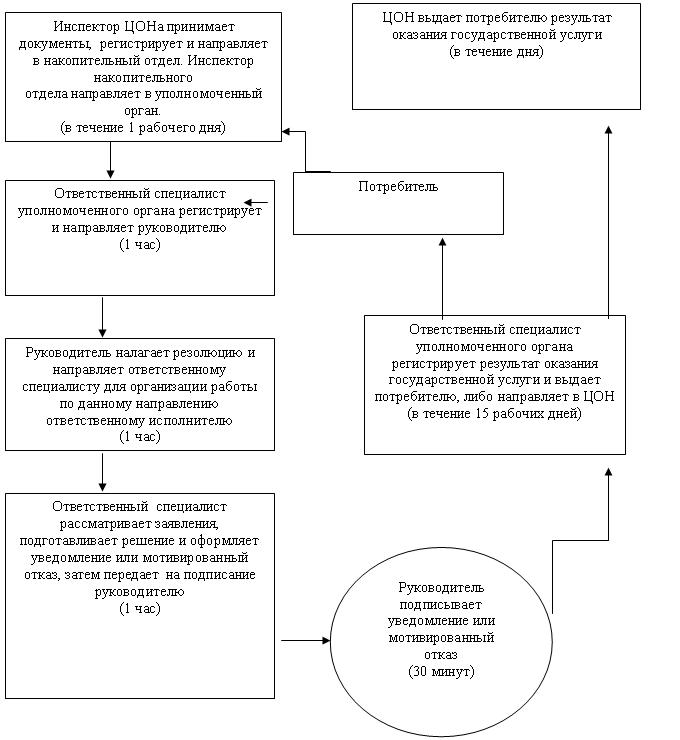 Инспектор ЦОНа принимает
документы, регистрирует и направляет
в накопительный отдел. Инспектор
накопительного
отдела направляет в уполномоченный
орган.
(в течение 1 рабочего дня)
ЦОН выдает потребителю результат
оказания государственной услуги
(в течение дня)
Потребитель
Ответственный специалист
уполномоченного органа регистрирует
и направляет руководителю
(1 час)
Руководитель налагает резолюцию и
направляет ответственному
специалисту для организации работы
по данному направлению
ответственному исполнителю
(1 час)
Ответственный специалист
уполномоченного органа
регистрирует результат оказания
государственной услуги и выдает
потребителю, либо направляет в ЦОН
(в течение 15 рабочих дней)
Ответственный специалист
рассматривает заявления,
подготавливает решение и оформляет
уведомление или мотивированный
отказ, затем передает на подписание
руководителю
(1 час)
Руководитель
подписывает
уведомление или
мотивированный
отказ
(30 минут)